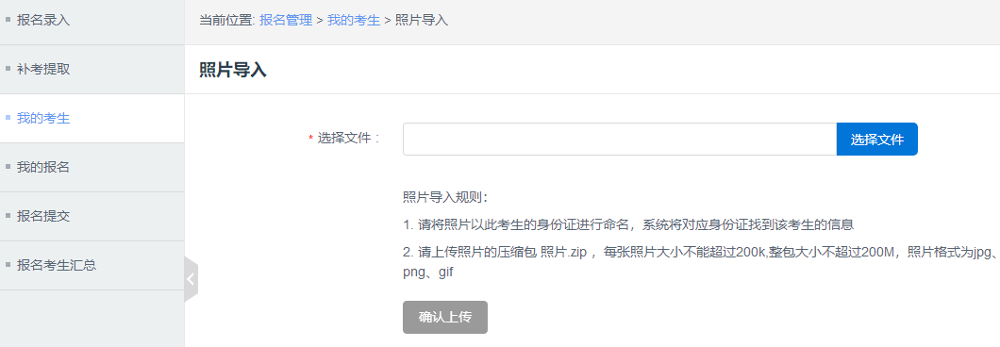 报名录入
补考提取
我的考生
我的报名
报名提交
报名考生汇总
当前位置: 报名管理 > 我的考生 > 照片导入
照片导入
* 选择文件 :
选择文件
照片导入规则：
1. 请将照片以此考生的身份证进行命名，系统将对应身份证找到该考生的信息
2. 请上传照片的压缩包 照片.zip ，每张照片大小不能超过200k,整包大小不超过200M，照片格式为jpg、
png、gif
确认上传